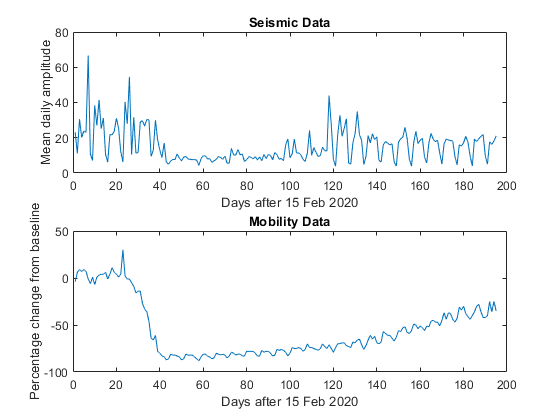 Seismic Data
Mean daily amplitude
80
60
40
20
0
0 20 40 60 80 100 120 140 160 180 200
Days after 15 Feb 2020
Mobility Data
Percentage change from baseline
50
0
-50
-100
0 20 40 60 80 100 120 140 160 180 200
Days after 15 Feb 2020